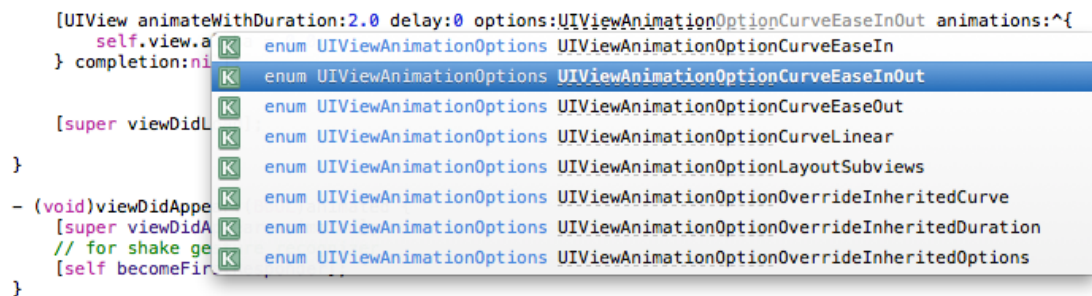 [UIView animateWithDuration:2.0 delay:0 options:UIViewAnimationOptionCurveEaseInOut animations:^{
self.view.a
} completion:ni
K enum UIViewAnimationOptions UIViewAnimationOptionCurveEaseIn
K enum UIViewAnimationOptions UIViewAnimationOptionCurveEaseInOut
K enum UIViewAnimationOptions UIViewAnimationOptionCurveEaseOut
K enum UIViewAnimationOptions UIViewAnimationOptionCurveLinear
K enum UIViewAnimationOptions UIViewAnimationOptionLayoutSubviews
K enum UIViewAnimationOptions UIViewAnimationOptionOverrideInheritedCurve
K enum UIViewAnimationOptions UIViewAnimationOptionOverrideInheritedDuration
K enum UIViewAnimationOptions UIViewAnimationOptionOverrideInheritedOptions
[super viewDidL
}
- (void)viewDidAppe
[super viewDidA
// for shake ge
[self becomeFir
}